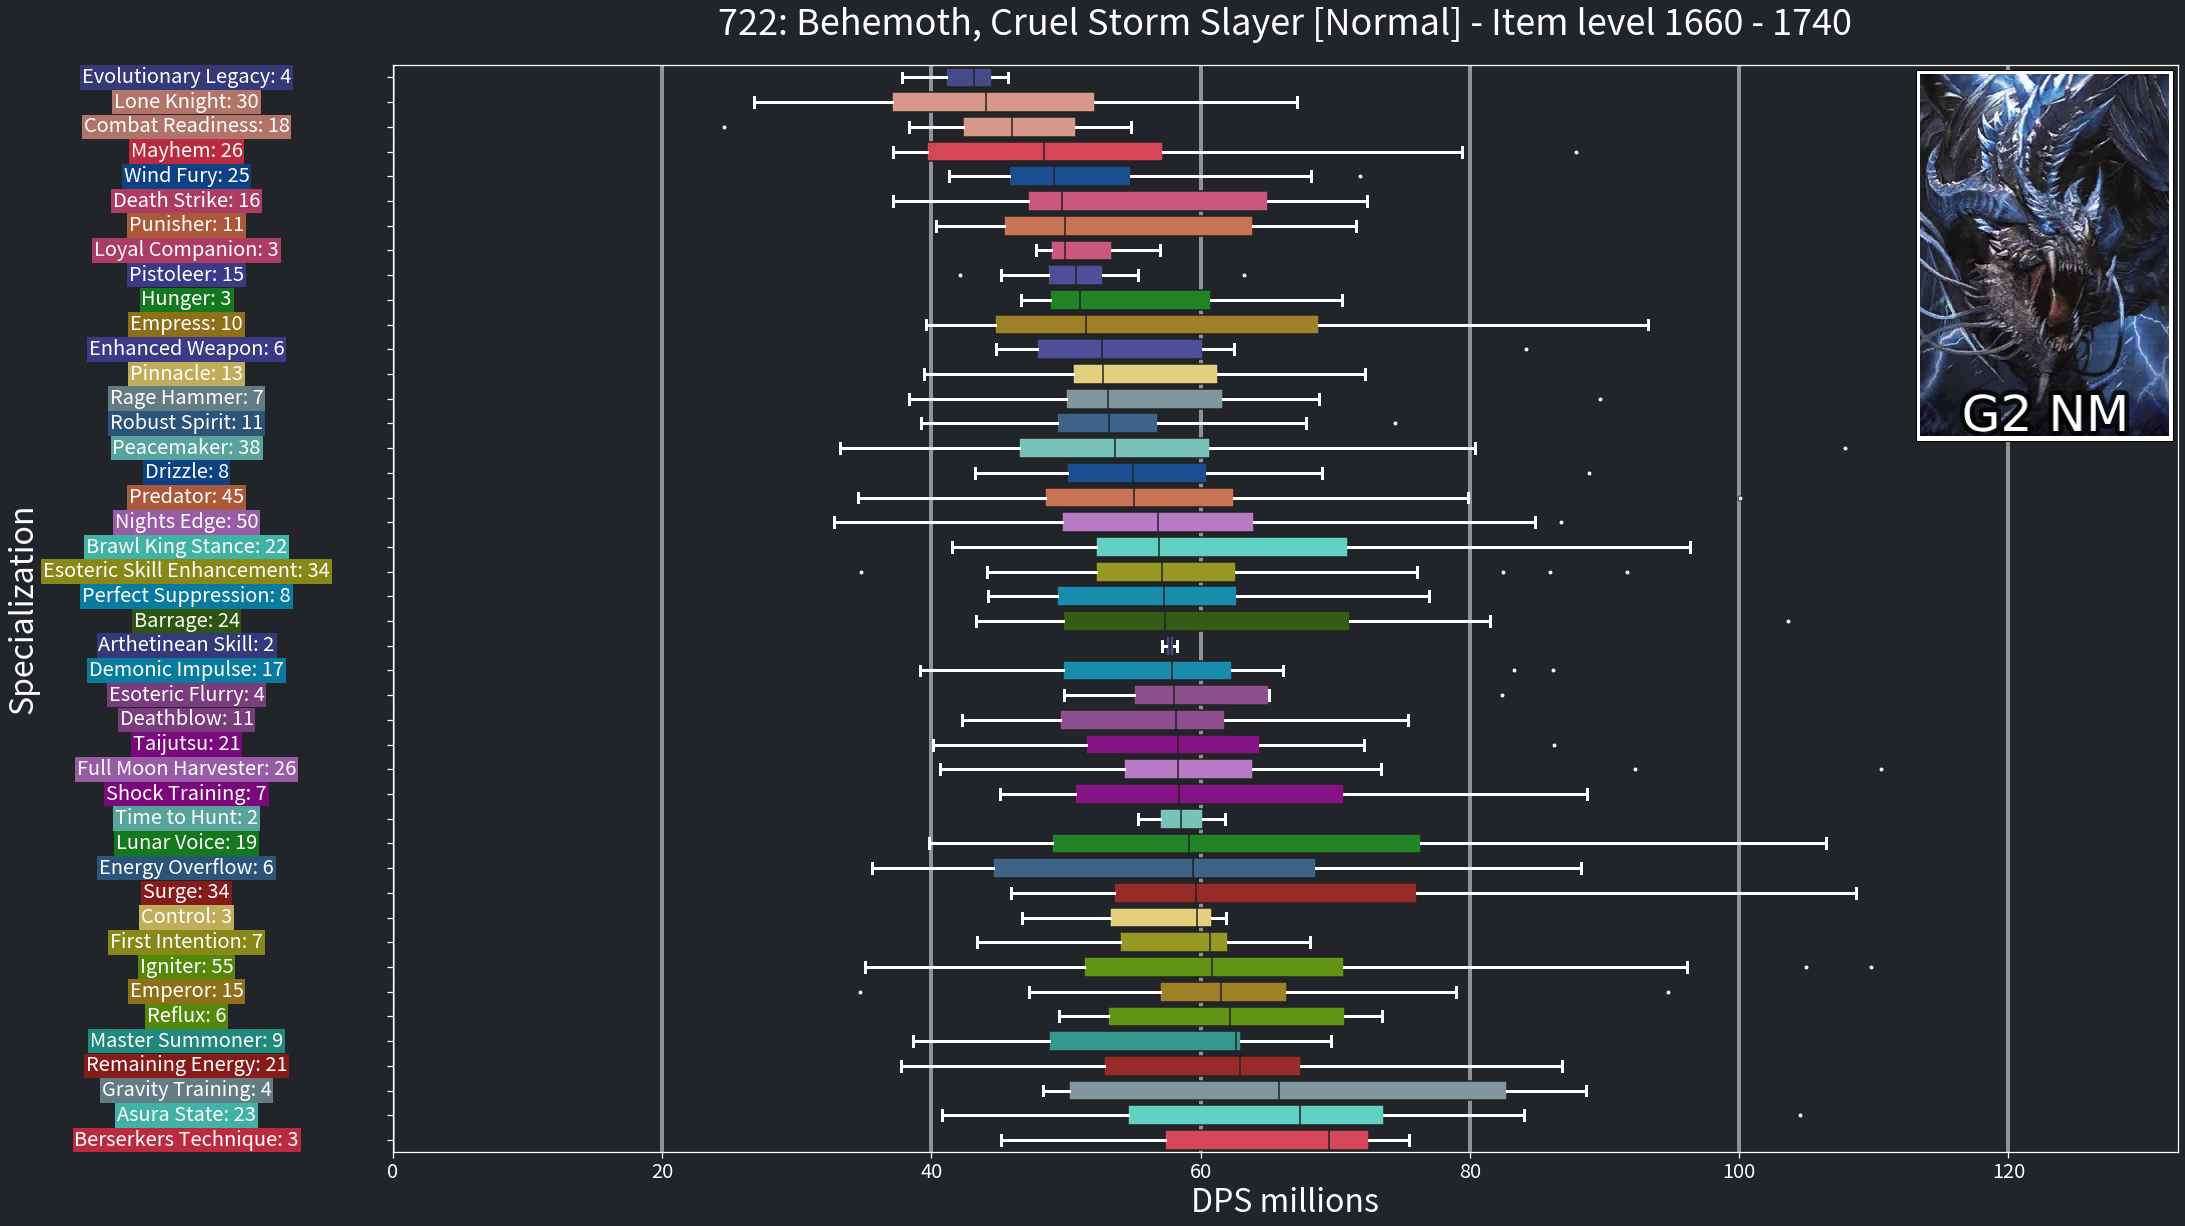 722: Behemoth, Cruel Storm Slayer [Normal] - Item level 1660 - 1740
Evolutionary Legacy: 4
Lone Knight: 30
Combat Readiness: 18
Mayhem: 26
Wind Fury: 25
Death Strike: 16
Punisher: 11
Loyal Companion: 3
Pistoleer: 15
Hunger: 3
Empress: 10
Enhanced Weapon: 6
Pinnacle: 13
Rage Hammer: 7
Robust Spirit: 11
Peacemaker: 38
Drizzle: 8
Predator: 45
Nights Edge: 50
Brawl King Stance: 22
Esoteric Skill Enhancement: 34
Perfect Suppression: 8
Barrage: 24
Arthetinean Skill: 2
Demonic Impulse: 17
Esoteric Flurry: 4
Deathblow: 11
Taijutsu: 21
Full Moon Harvester: 26
Shock Training: 7
Time to Hunt: 2
Lunar Voice: 19
Energy Overflow: 6
Surge: 34
Control: 3
First Intention: 7
Igniter: 55
Emperor: 15
Reflux: 6
Master Summoner: 9
Remaining Energy: 21
Gravity Training: 4
Asura State: 23
Berserkers Technique: 3
Specialization
G2 NM
0 20 40 60 80 100 120
DPS millions